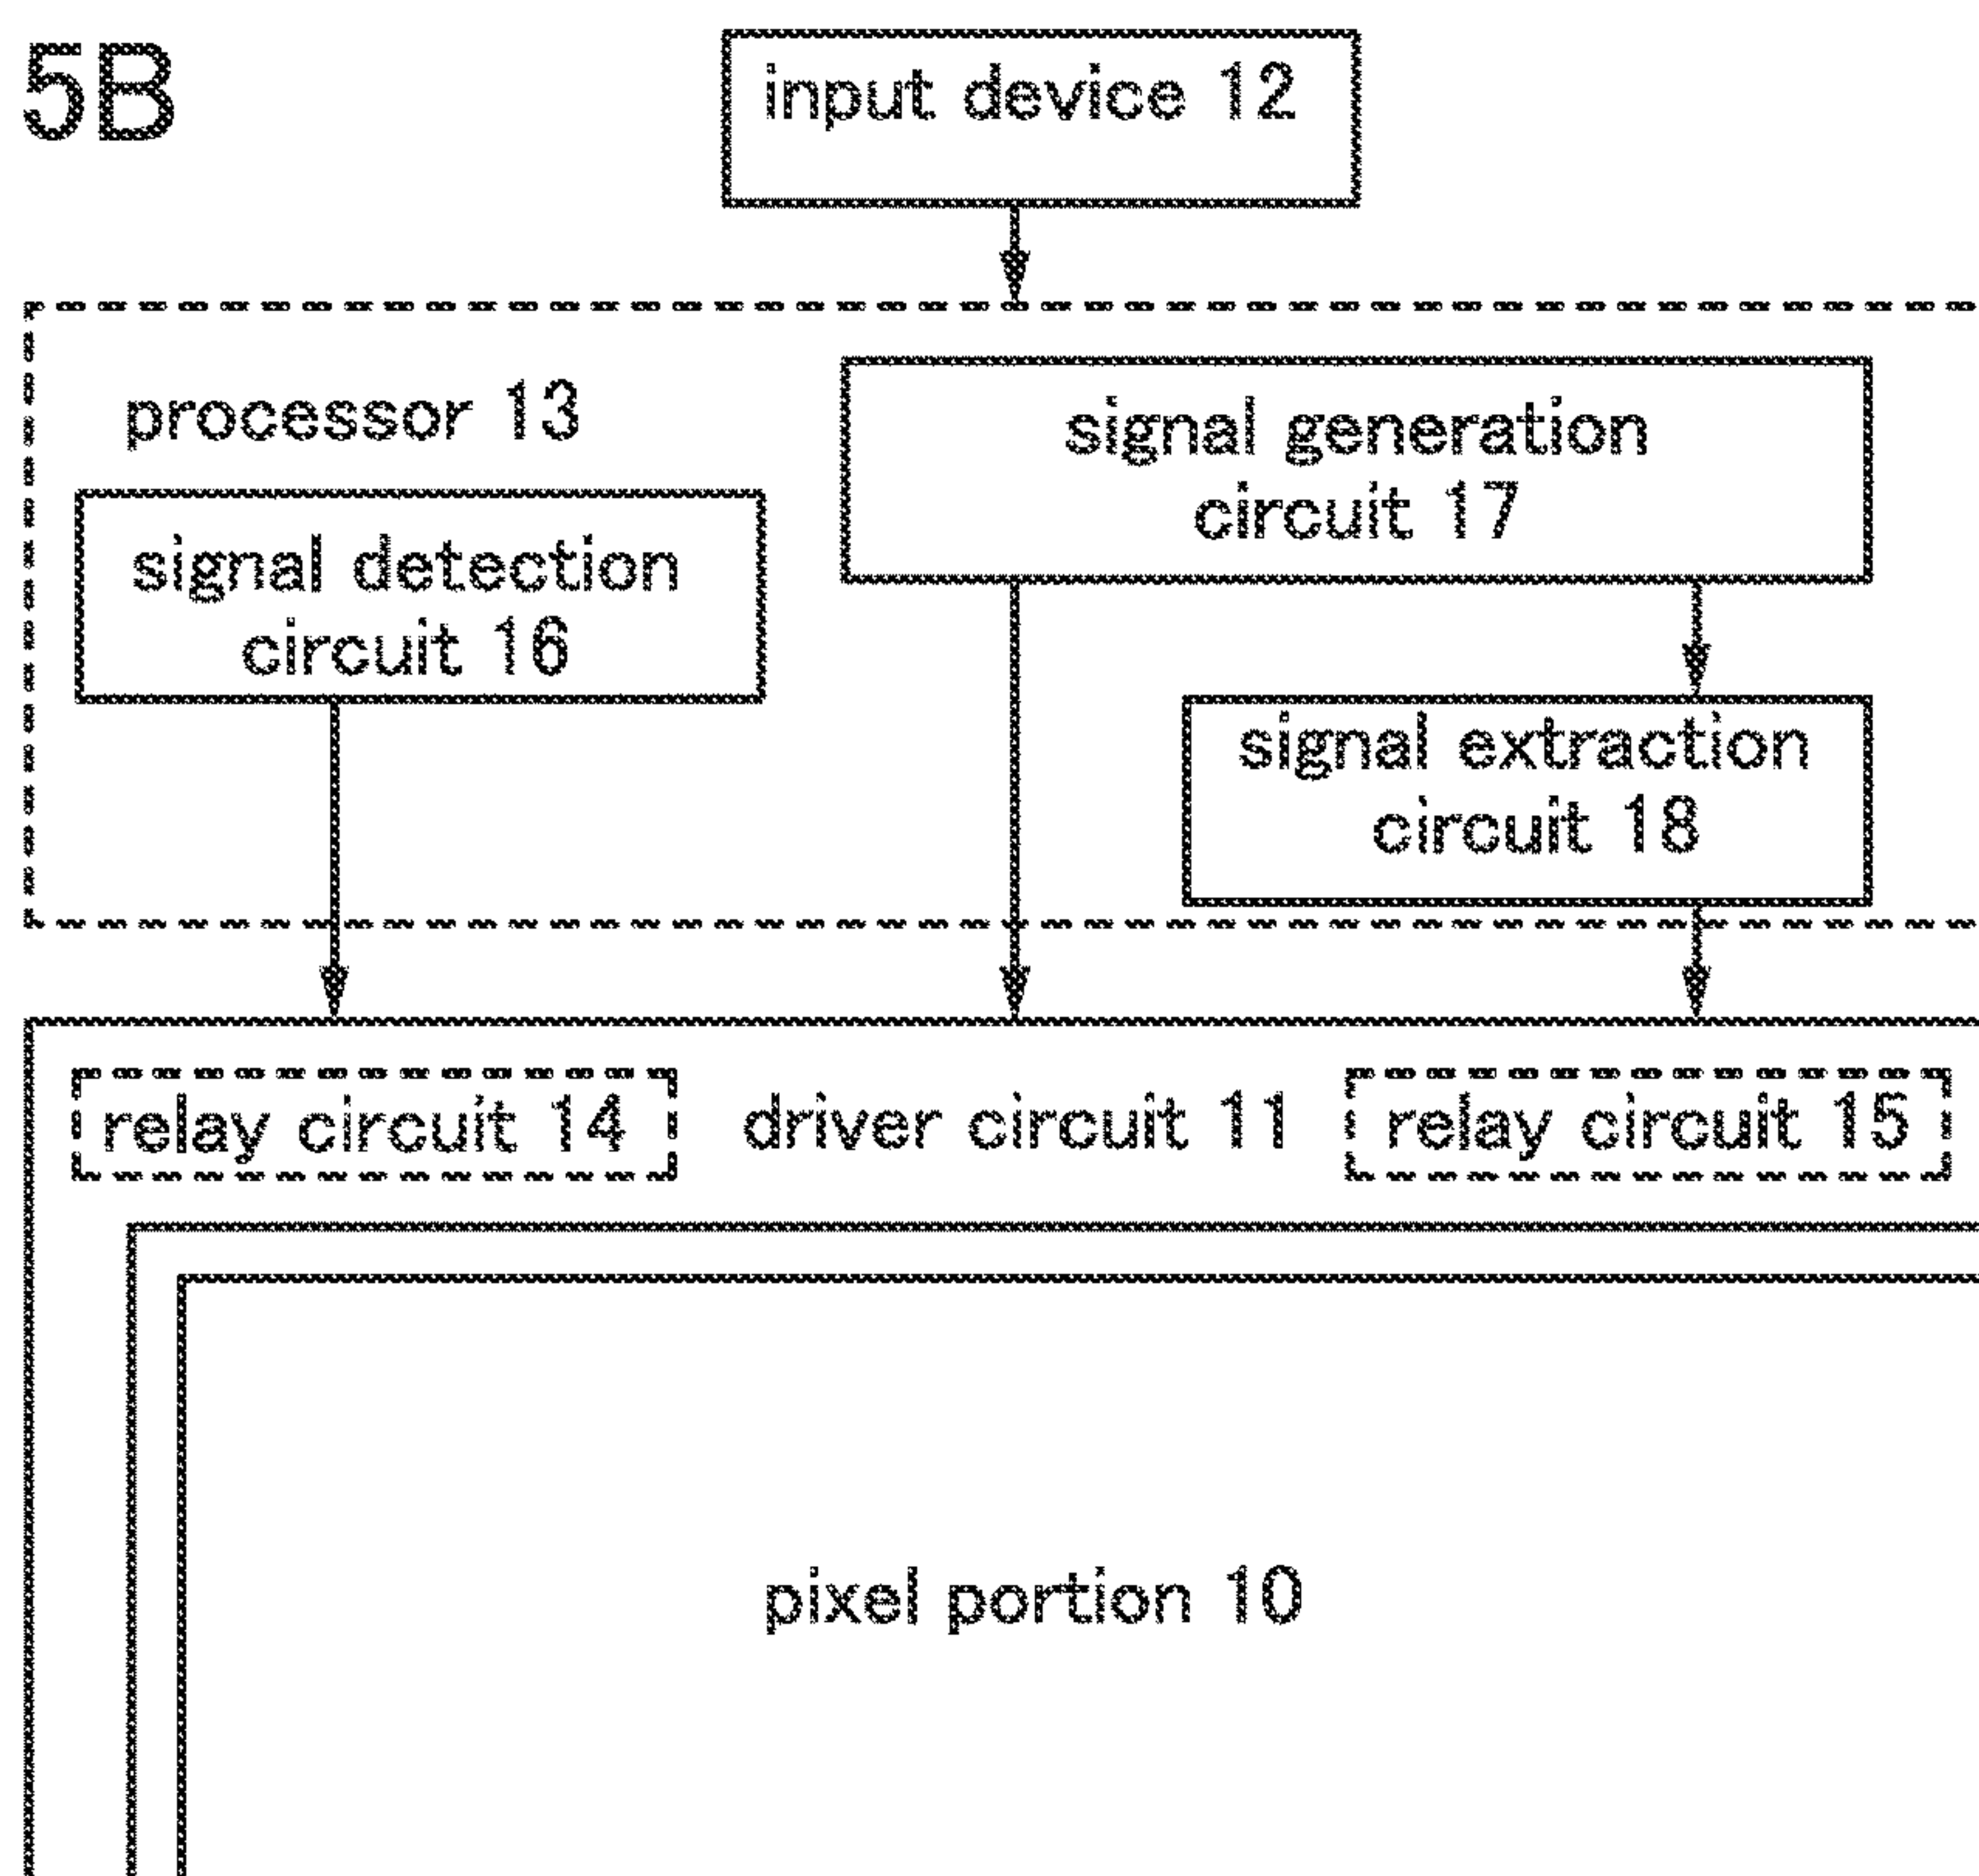 5B
input device 12
processor 13
signal generation
circuit 17
signal detection
circuit 16
signal extraction
circuit 18
relay circuit 14
driver circuit 11
relay circuit 15
pixel portion 10